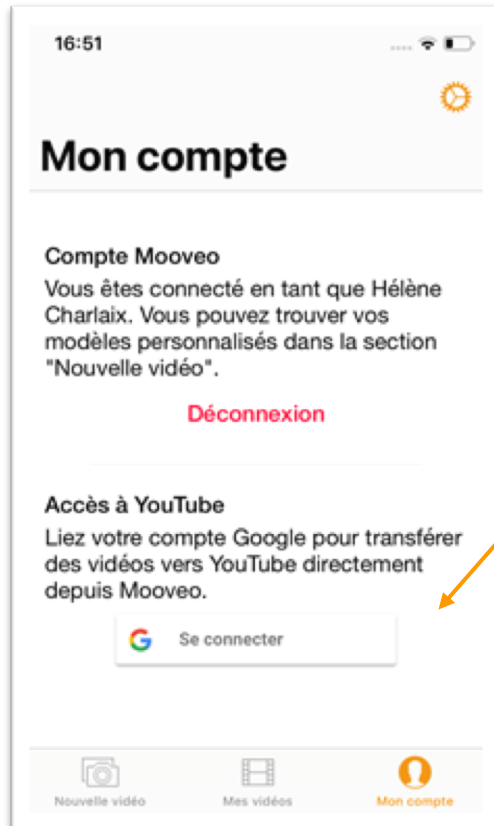 16:51
Mon compte
Compte Mooveo
Vous êtes connecté en tant que Hélène
Charlaix. Vous pouvez trouver vos
modèles personnalisés dans la section
"Nouvelle vidéo".
Déconnexion
Accès à YouTube
Liez votre compte Google pour transférer
des vidéos vers YouTube directement
depuis Mooveo.
G Se connecter
Nouvelle vidéo Mes vidéos Mon compte